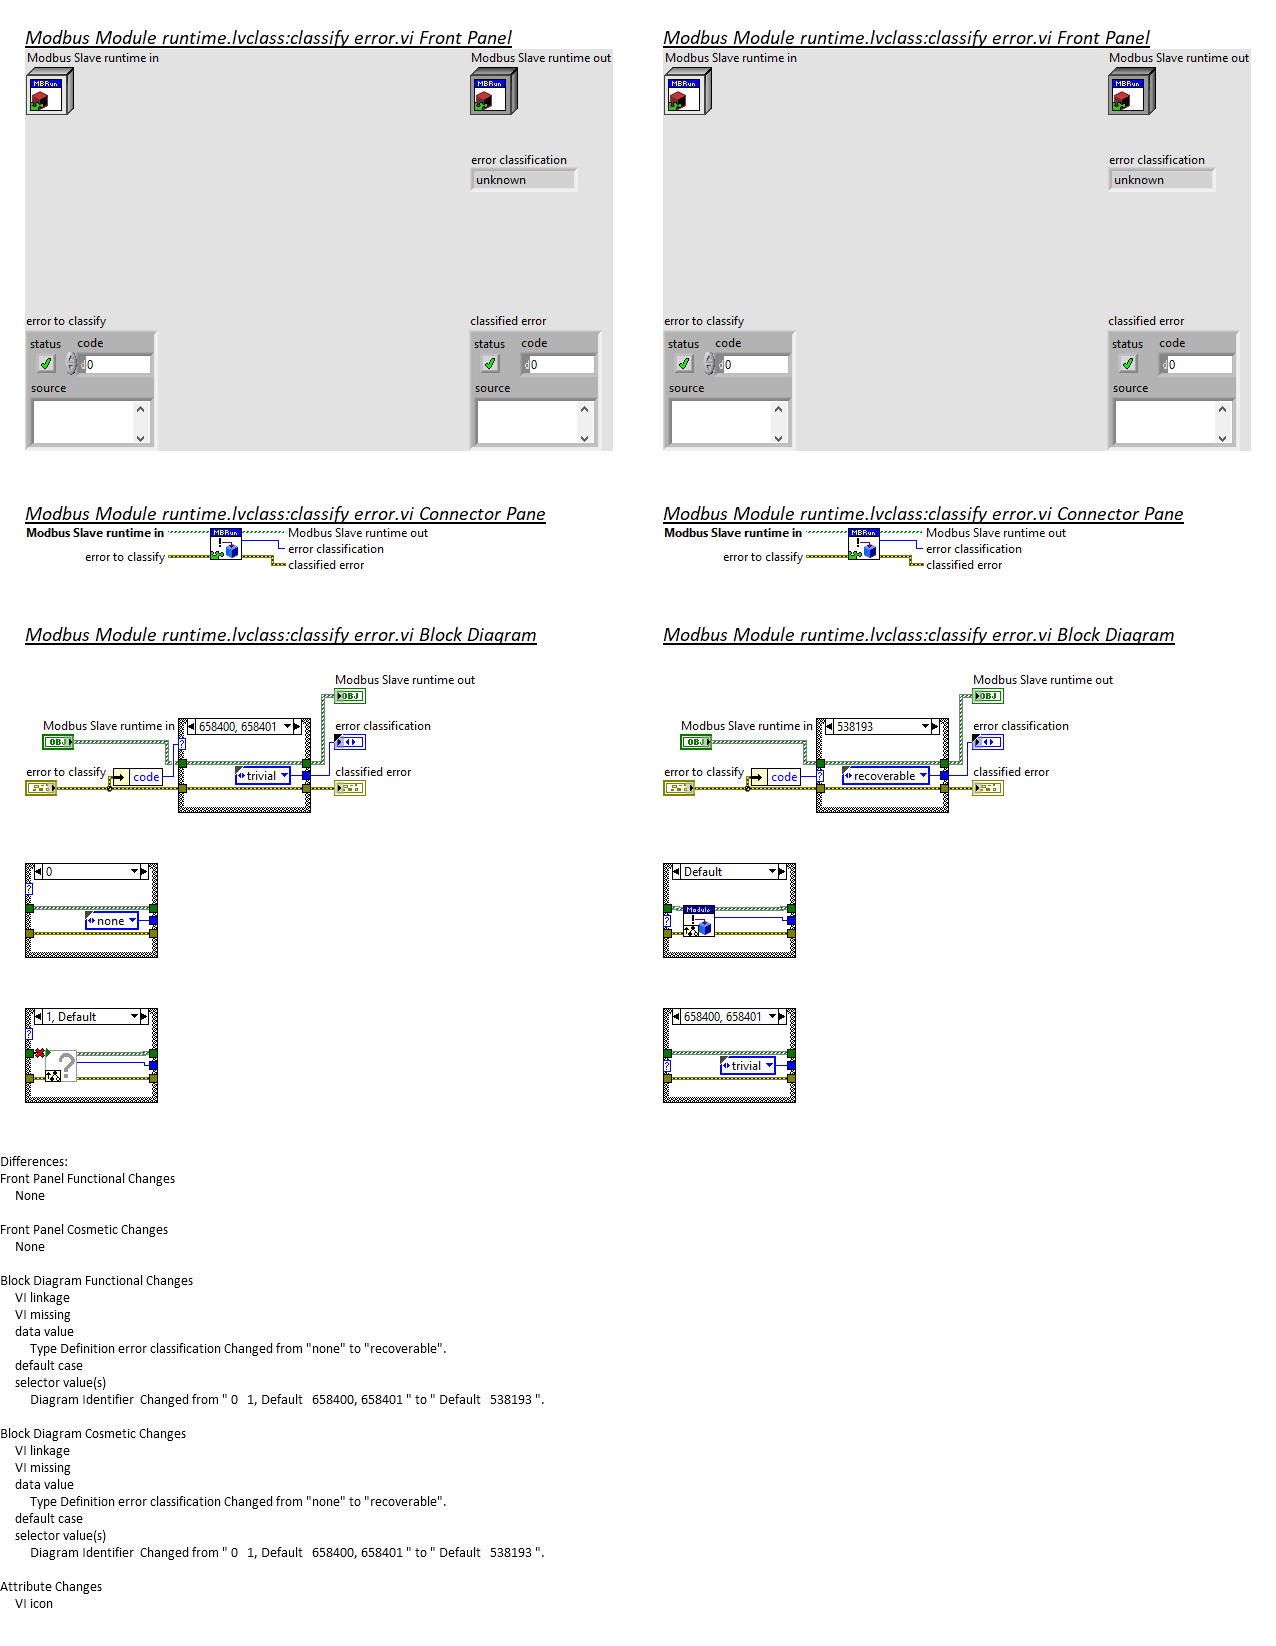 Modbus Module runtime.lvclass:classify error.vi Front Panel
Modbus Slave runtime in
Modbus Slave runtime out
MBRun
MBRun
error classification
unknown
error to classify
classified error
status code
0
source
status code
0
source
Modbus Module runtime.lvclass:classify error.vi Connector Pane
Modbus Slave runtime in
MBRun
Modbus Slave runtime out
error classification
error to classify
classified error
Modbus Module runtime.lvclass:classify error.vi Block Diagram
Modbus Slave runtime out
OBJ
Modbus Slave runtime in
658400, 658401
error classification
OBJ
?
error to classify
code
trivial
classified error
0
?
none
1, Default
?
?
Modbus Module runtime.lvclass:classify error.vi Front Panel
Modbus Slave runtime in
Modbus Slave runtime out
MBRun
MBRun
error classification
unknown
error to classify
classified error
status code
0
source
status code
0
source
Modbus Module runtime.lvclass:classify error.vi Connector Pane
Modbus Slave runtime in
MBRun
Modbus Slave runtime out
error classification
error to classify
classified error
Modbus Module runtime.lvclass:classify error.vi Block Diagram
Modbus Slave runtime out
OBJ
Modbus Slave runtime in
538193
error classification
OBJ
error to classify
code
?
recoverable
classified error
Default
Module
?
658400, 658401
?
trivial
Differences:
Front Panel Functional Changes
None
Front Panel Cosmetic Changes
None
Block Diagram Functional Changes
VI linkage
VI missing
data value
Type Definition error classification Changed from "none" to "recoverable".
default case
selector value(s)
Diagram Identifier Changed from " 0 1, Default 658400, 658401 " to " Default 538193 ".
Block Diagram Cosmetic Changes
VI linkage
VI missing
data value
Type Definition error classification Changed from "none" to "recoverable".
default case
selector value(s)
Diagram Identifier Changed from " 0 1, Default 658400, 658401 " to " Default 538193 ".
Attribute Changes
VI icon